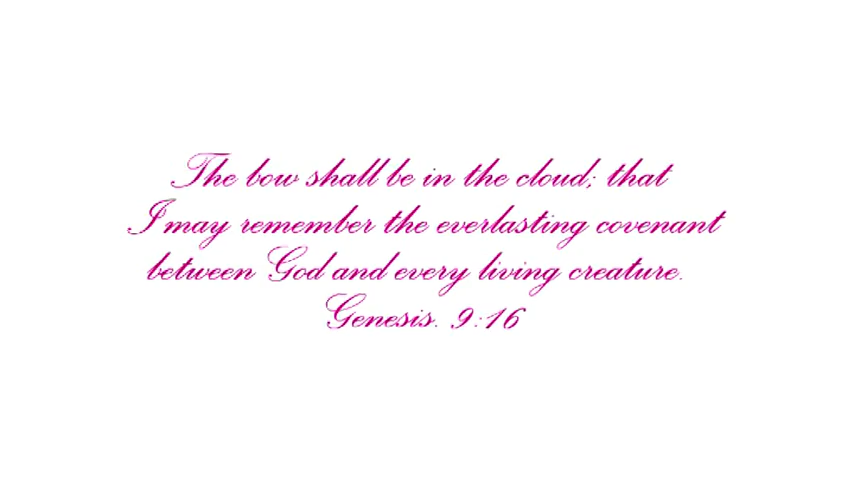 The bow shall be in the cloud; that
I may remember the everlasting covenant
between God and every living creature.
Genesis. 9:16